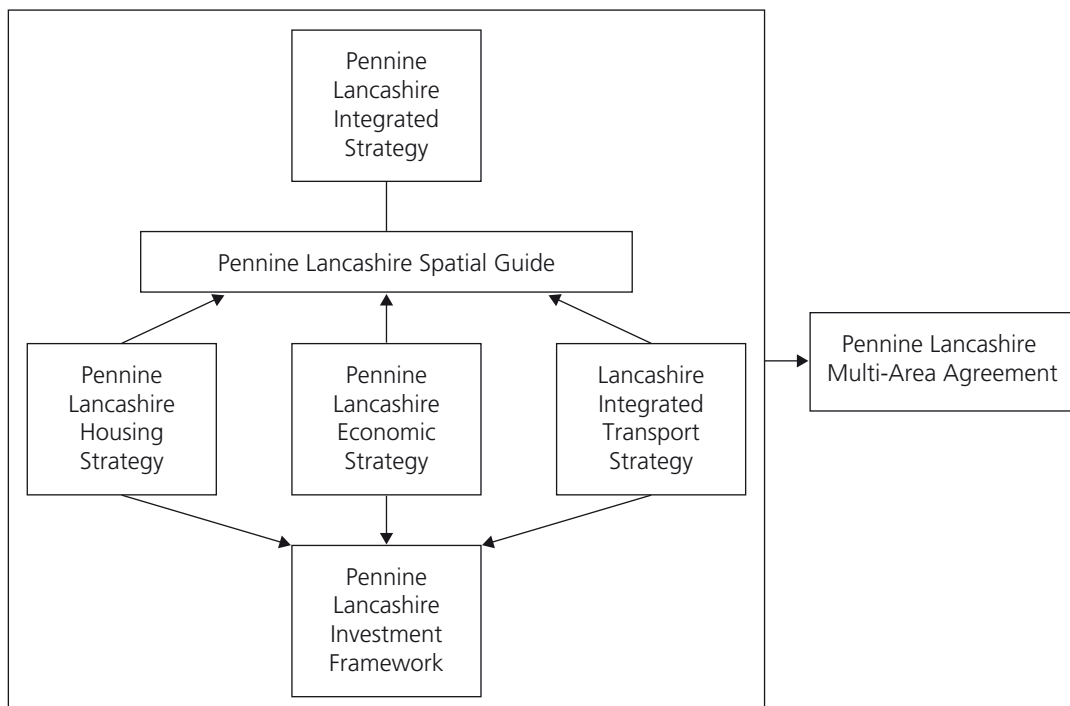 Pennine
Lancashire
Integrated
Strategy
Pennine Lancashire Spatial Guide
Pennine
Lancashire
Housing
Strategy
Pennine
Lancashire
Economic
Strategy
Lancashire
Integrated
Transport
Strategy
Pennine Lancashire
Multi-Area Agreement
Pennine
Lancashire
Investment
Framework